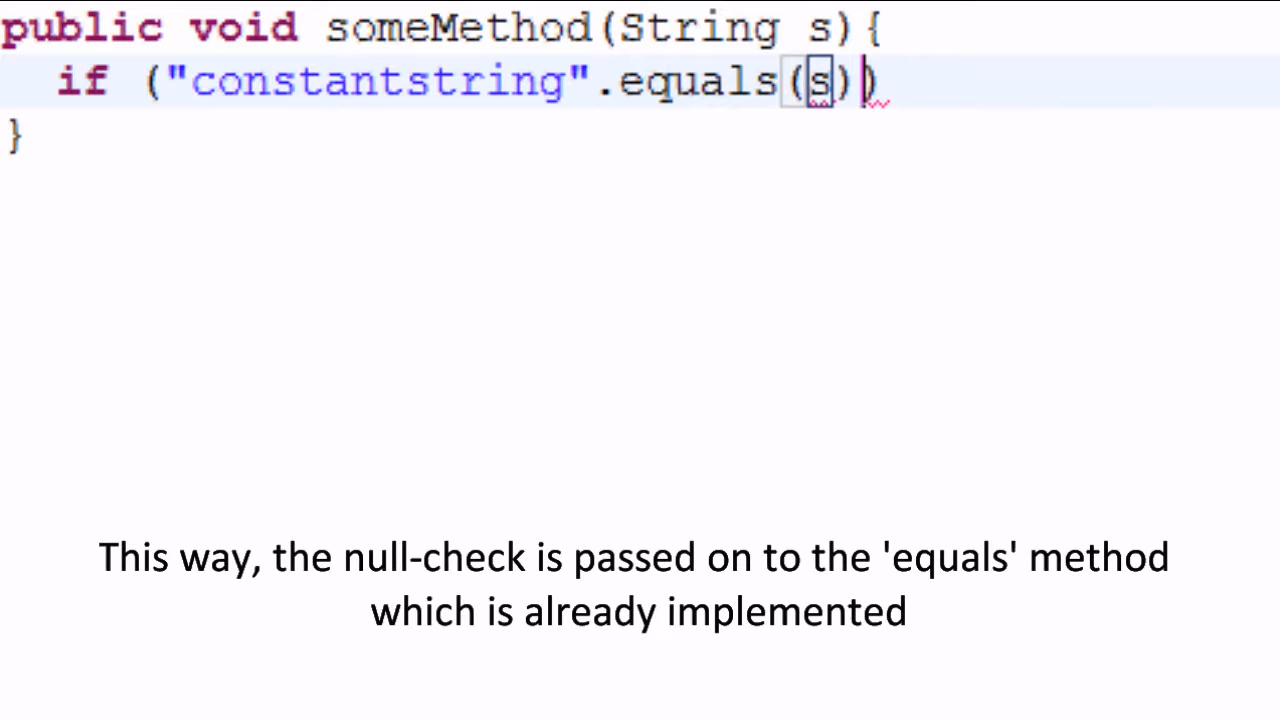 public void someMethod(String s){
if ("constantstring".equals(s))
}
This way, the null-check is passed on to the 'equals' method
which is already implemented